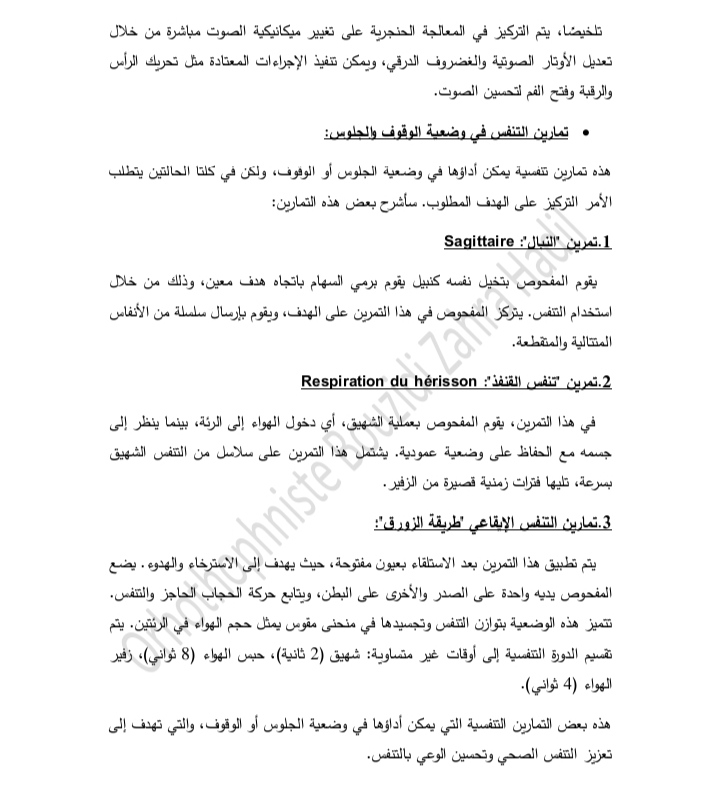 تلخيصًا، يتم التركيز في المعالجة الحنجرية على تغيير ميكانيكية الصوت مباشرة من خلال
تعديل الأوتار الصوتية والغضروف الدرقي، ويمكن تنفيذ الإجراءات المعتادة مثل تحريك الرأس
والرقبة وفتح الفم لتحسين الصوت.
• تمارين التنفس في وضعية الوقوف والجلوس:
هذه تمارين تنفسية يمكن أداؤها في وضعية الجلوس أو الوقوف، ولكن في كلتا الحالتين يتطلب
الأمر التركيز على الهدف المطلوب. سأشرح بعض هذه التمارين:
1.تمرين "النبال": Sagittaire
يقوم المفحوص بتخيل نفسه كنبيل يقوم برمي السهام باتجاه هدف معين، وذلك من خلال
استخدام التنفس. يتركز المفحوص في هذا التمرين على الهدف، ويقوم بإرسال سلسلة من الأنفاس
المتتالية والمتقطعة.
2.تمرين "تنفس القنفذ": Respiration du hérisson
في هذا التمرين، يقوم المفحوص بعملية الشهيق، أي دخول الهواء إلى الرئة، بينما ينظر إلى
جسمه مع الحفاظ على وضعية عمودية. يشتمل هذا التمرين على سلاسل من التنفس الشهيق
بسرعة، تليها فترات زمنية قصيرة من الزفير.
3.تمارين التنفس الإيقاعي "طريقة الزورق":
يتم تطبيق هذا التمرين بعد الاستلقاء بعيون مفتوحة، حيث يهدف إلى الاسترخاء والهدوء. يضع
المفحوص يديه واحدة على الصدر والأخرى على البطن، ويتابع حركة الحجاب الحاجز والتنفس.
تتميز هذه الوضعية بتوازن التنفس وتجسيدها في منحنى مقوس يمثل حجم الهواء في الرئتين. يتم
تقسيم الدورة التنفسية إلى أوقات غير متساوية: شهيق (2 ثانية)، حبس الهواء (8 ثواني)، زفير
الهواء (4 ثواني).
هذه بعض التمارين التنفسية التي يمكن أداؤها في وضعية الجلوس أو الوقوف، والتي تهدف إلى
تعزيز التنفس الصحي وتحسين الوعي بالتنفس.
Orhothophniste Bouzidi Zahra Hadil